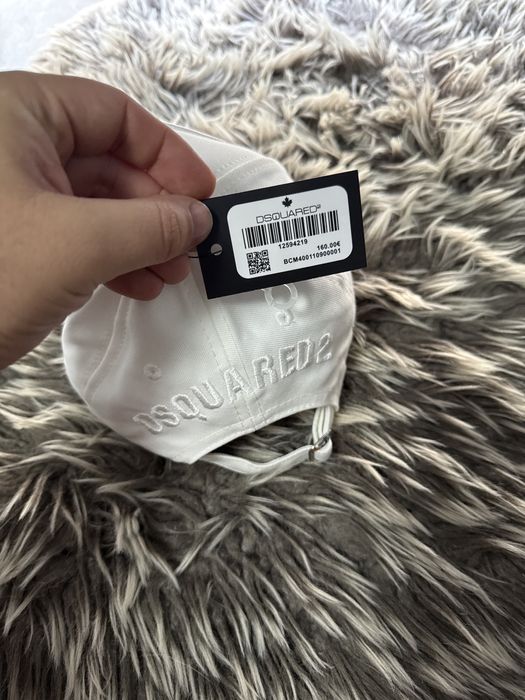 DSQUARED2
12594219
160.00€
BCM400110900001
DSQUARED2